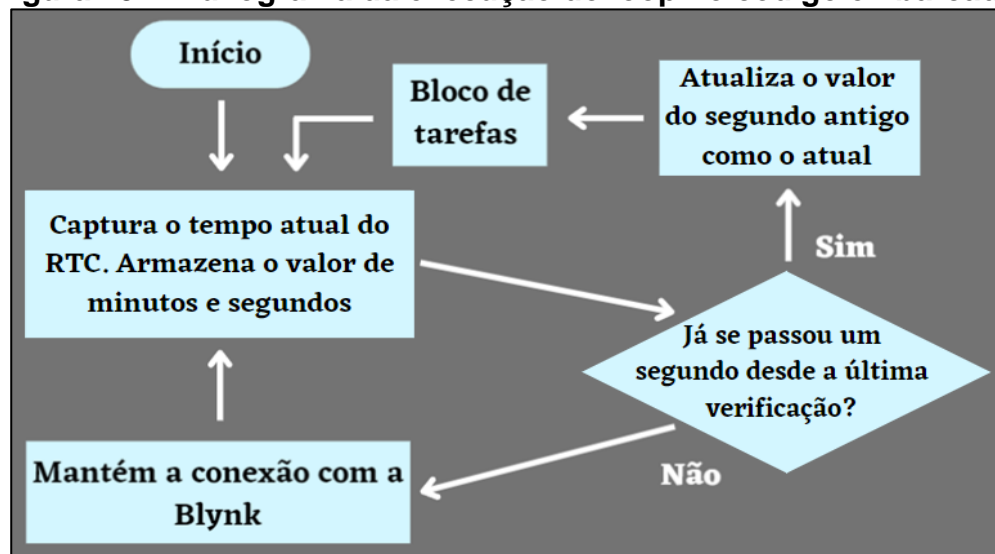 Início
Bloco de
tarefas
Atualiza o valor
do segundo antigo
como o atual
Captura o tempo atual do
RTC. Armazena o valor de
minutos e segundos
Sim
Já se passou um
segundo desde a última
verificação?
Não
Mantém a conexão com a
Blynk